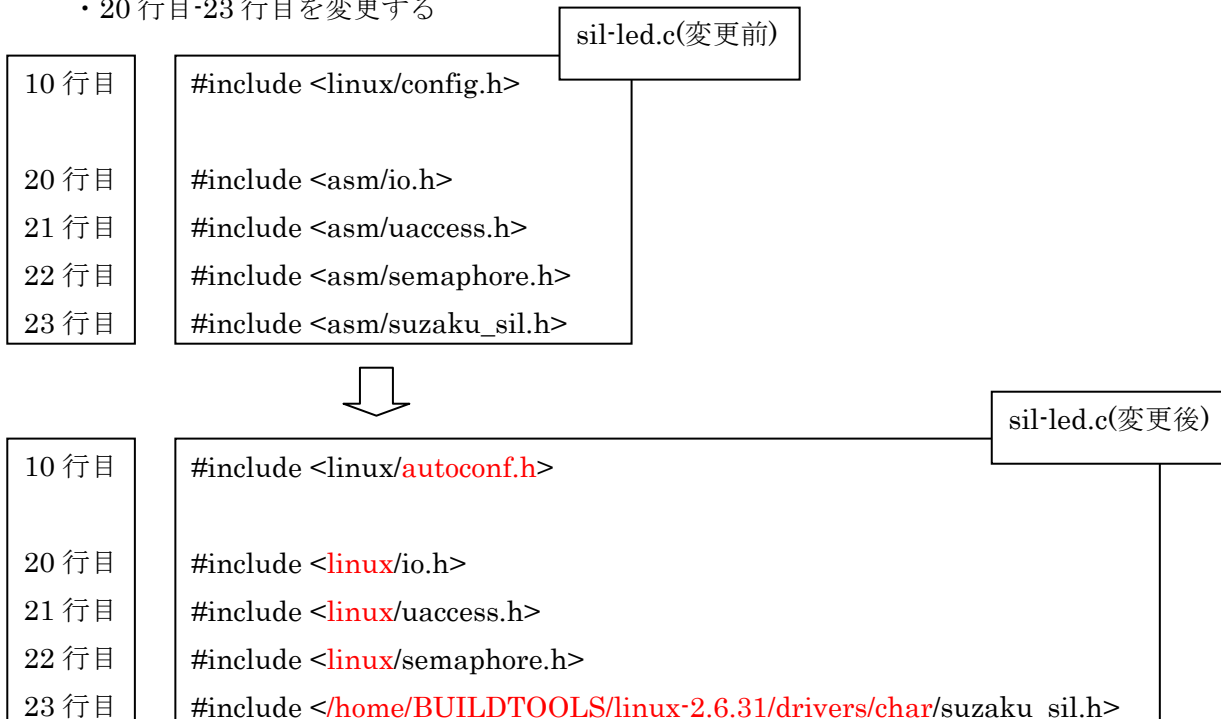 ・20 行目-23 行目を変更する
sil-led.c(変更前)
10 行目 #include <linux/config.h>
20 行目 #include <asm/io.h>
21 行目 #include <asm/uaccess.h>
22 行目 #include <asm/semaphore.h>
23 行目 #include <asm/suzaku_sil.h>
sil-led.c(変更後)
10 行目 #include <linux/autoconf.h>
20 行目 #include <linux/io.h>
21 行目 #include <linux/uaccess.h>
22 行目 #include <linux/semaphore.h>
23 行目 #include </home/BUILDTOOLS/linux-2.6.31/drivers/char/suzaku_sil.h>